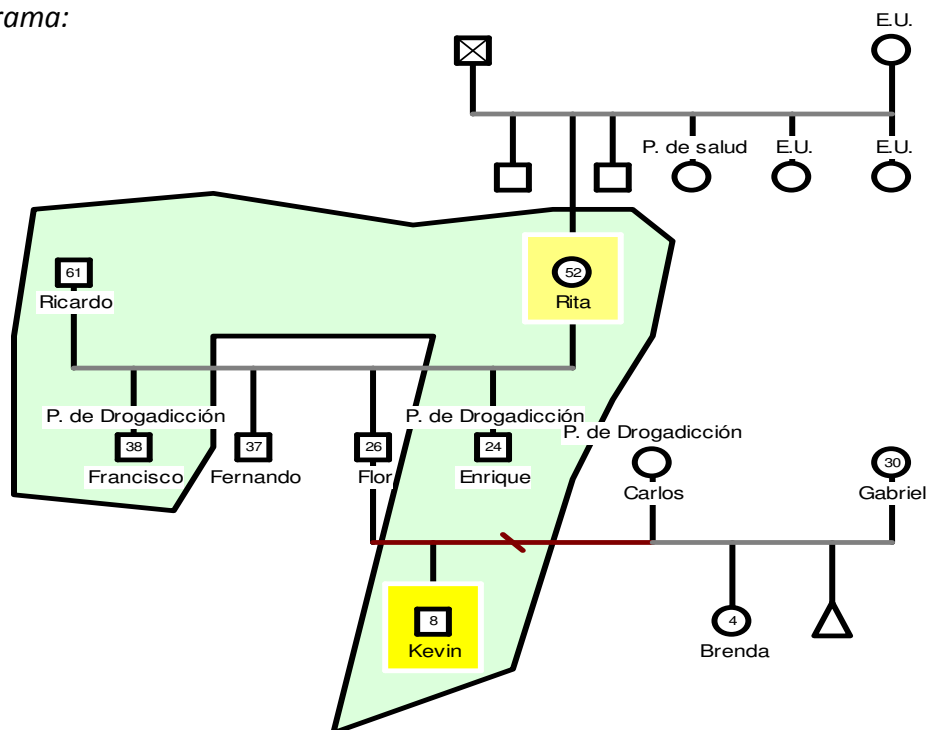 rama:
E.U.
P. de salud
E.U.
E.U.
61
Ricardo
52
Rita
P. de Drogadicción
38
Francisco
37
Fernando
26
Flor
P. de Drogadicción
24
Enrique
P. de Drogadicción
Carlos
30
Gabriel
8
Kevin
4
Brenda